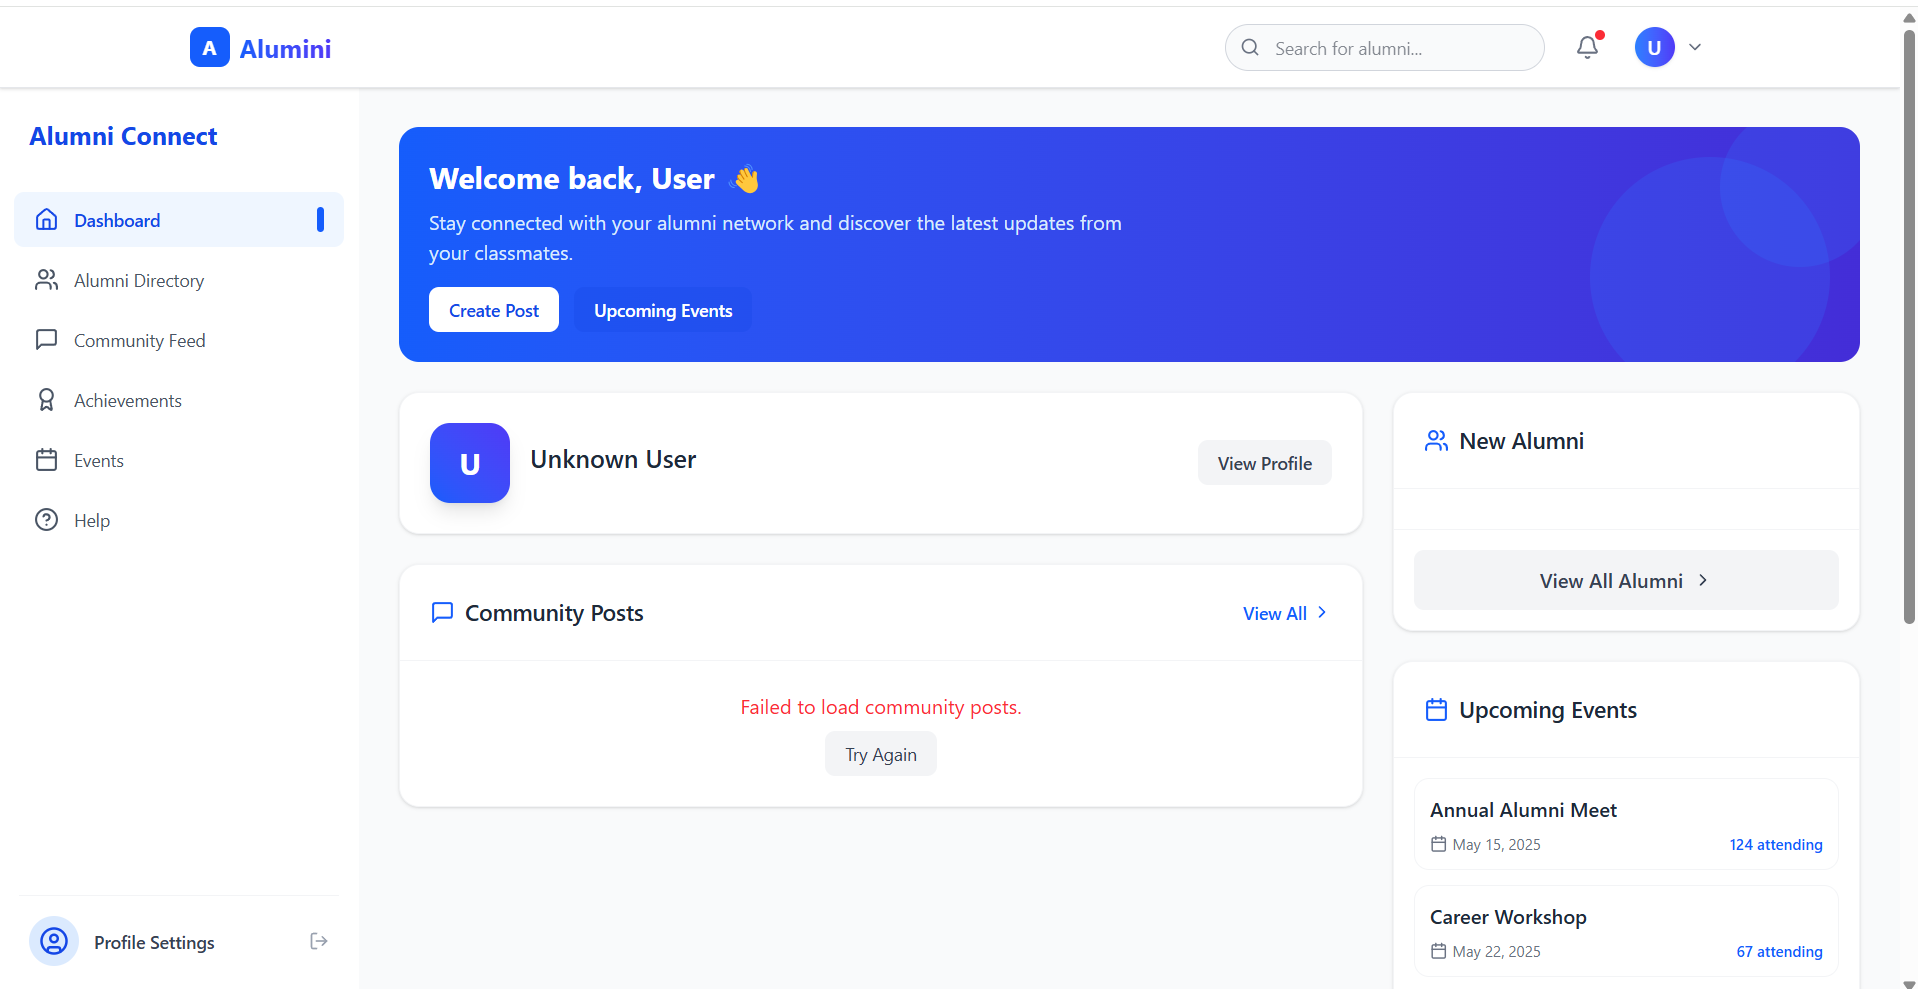 A Alumini
Search for alumni...
U
Alumni Connect
Dashboard
Alumni Directory
Community Feed
Achievements
Events
Help
Profile Settings
Welcome back, User 👋
Stay connected with your alumni network and discover the latest updates from
your classmates.
Create Post
Upcoming Events
U
Unknown User
View Profile
Community Posts
View All
Failed to load community posts.
Try Again
New Alumni
View All Alumni
Upcoming Events
Annual Alumni Meet
May 15, 2025
124 attending
Career Workshop
May 22, 2025
67 attending